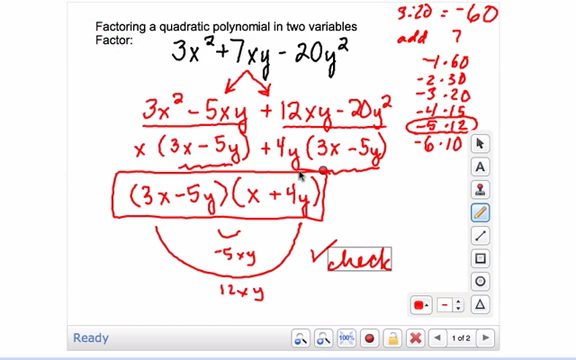 Factoring a quadratic polynomial in two variables
Factor:
3x² + 7xy - 20y²
3·20 = -60
add 7
-1·60
-2·30
-3·20
-4·15
-5·12
-6·10
3x² - 5xy + 12xy - 20y²
x (3x - 5y) + 4y (3x - 5y)
(3x - 5y)(x + 4y)
-5xy
12xy
✓check
A
100%
Ready
1 of 2